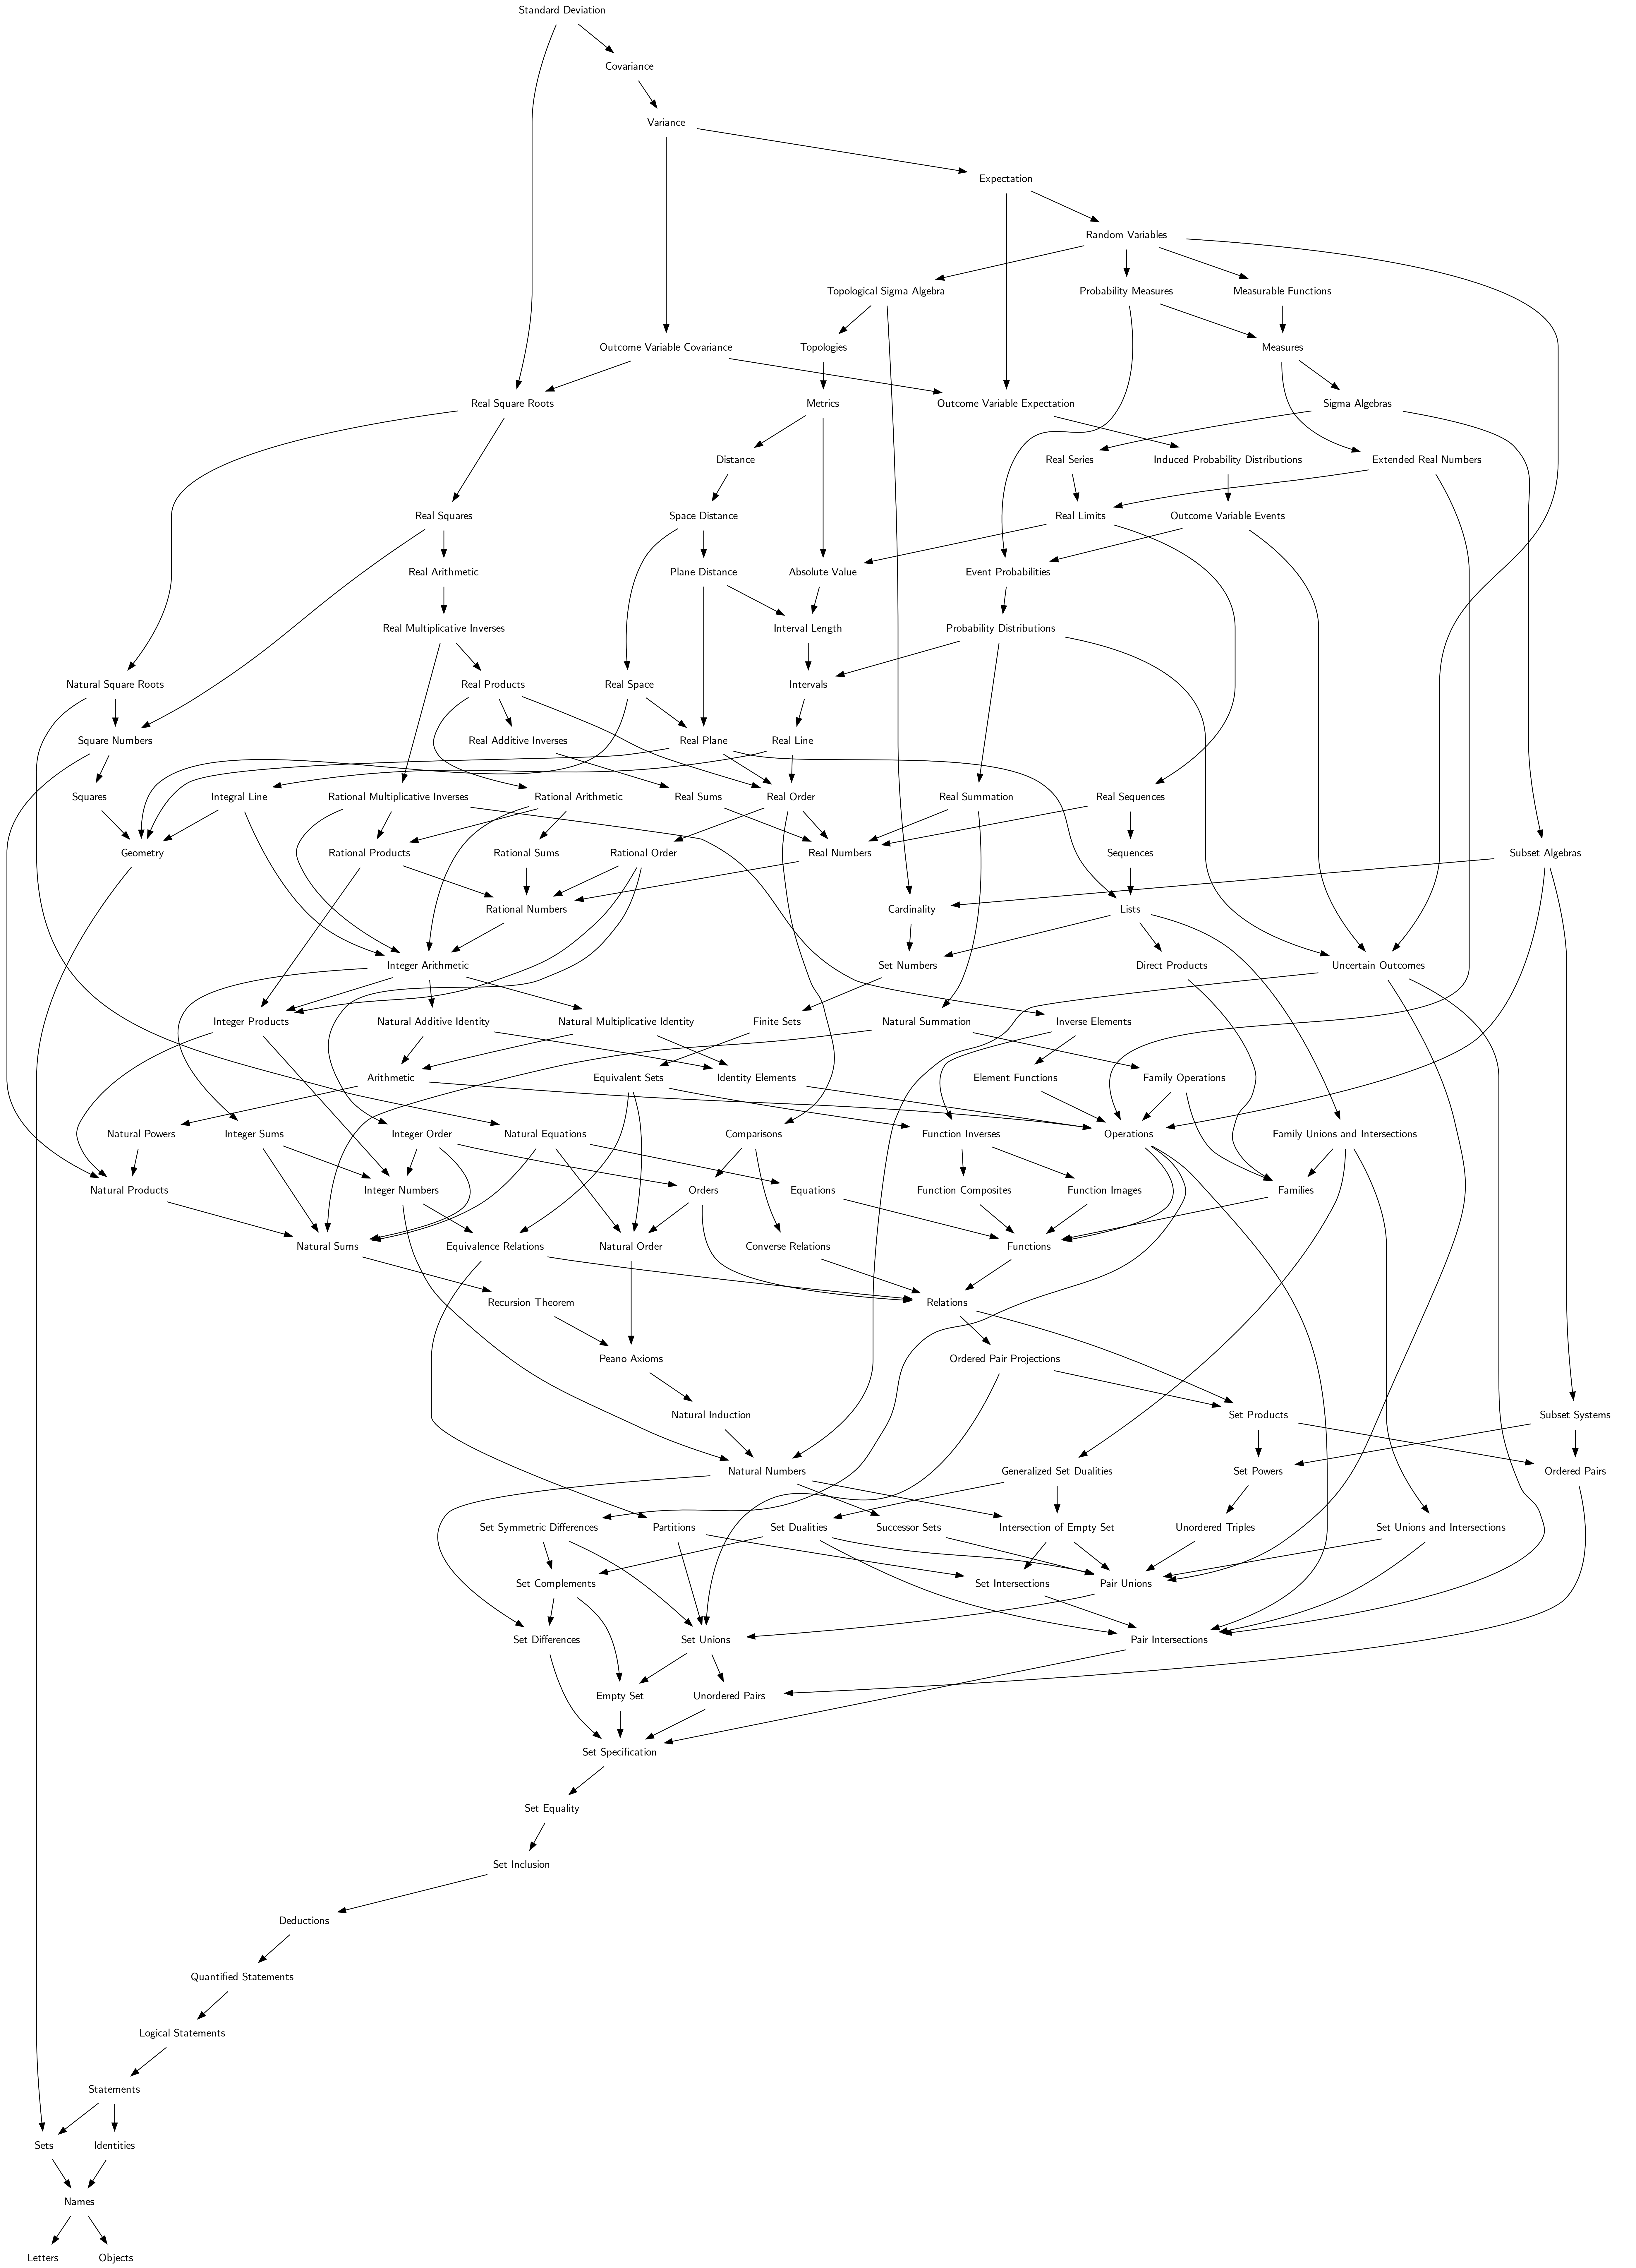 Standard Deviation
Covariance
Variance
Expectation
Random Variables
Topological Sigma Algebra
Probability Measures
Measurable Functions
Outcome Variable Covariance
Topologies
Measures
Real Square Roots
Metrics
Outcome Variable Expectation
Sigma Algebras
Distance
Real Series
Induced Probability Distributions
Extended Real Numbers
Real Squares
Space Distance
Real Limits
Outcome Variable Events
Real Arithmetic
Plane Distance
Absolute Value
Event Probabilities
Real Multiplicative Inverses
Interval Length
Probability Distributions
Natural Square Roots
Real Products
Real Space
Intervals
Square Numbers
Real Additive Inverses
Real Plane
Real Line
Squares
Integral Line
Rational Multiplicative Inverses
Rational Arithmetic
Real Sums
Real Order
Real Summation
Real Sequences
Geometry
Rational Products
Rational Sums
Rational Order
Real Numbers
Sequences
Subset Algebras
Rational Numbers
Cardinality
Lists
Integer Arithmetic
Set Numbers
Direct Products
Uncertain Outcomes
Integer Products
Natural Additive Identity
Natural Multiplicative Identity
Finite Sets
Natural Summation
Inverse Elements
Arithmetic
Equivalent Sets
Identity Elements
Element Functions
Family Operations
Natural Powers
Integer Sums
Integer Order
Natural Equations
Comparisons
Function Inverses
Operations
Family Unions and Intersections
Natural Products
Integer Numbers
Orders
Equations
Function Composites
Function Images
Families
Natural Sums
Equivalence Relations
Natural Order
Converse Relations
Functions
Recursion Theorem
Relations
Peano Axioms
Ordered Pair Projections
Natural Induction
Set Products
Subset Systems
Natural Numbers
Generalized Set Dualities
Set Powers
Ordered Pairs
Set Symmetric Differences
Partitions
Set Dualities
Successor Sets
Intersection of Empty Set
Unordered Triples
Set Unions and Intersections
Set Complements
Set Intersections
Pair Unions
Set Differences
Set Unions
Pair Intersections
Empty Set
Unordered Pairs
Set Specification
Set Equality
Set Inclusion
Deductions
Quantified Statements
Logical Statements
Statements
Sets
Identities
Names
Letters
Objects